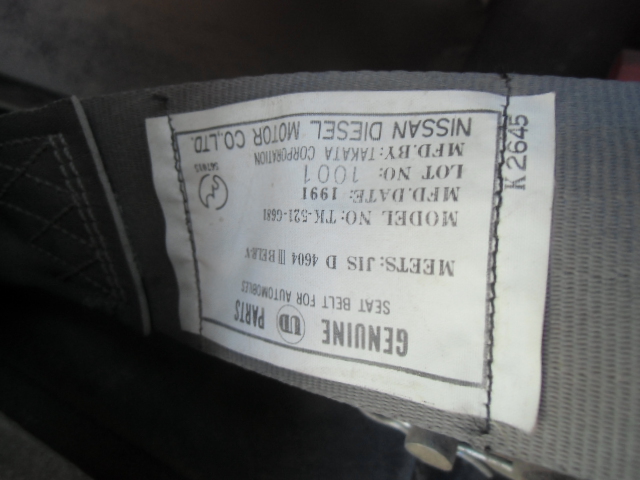 GENUINE UD PARTS
SEAT BELT FOR AUTOMOBILES
MEETS: JIS D 4604 III BELR-V
MODEL NO: TK-521-G681
MFD.DATE: 1991
LOT NO: 1001
MFD.BY: TAKATA CORPORATION
NISSAN DIESEL MOTOR CO.,LTD.
K2645